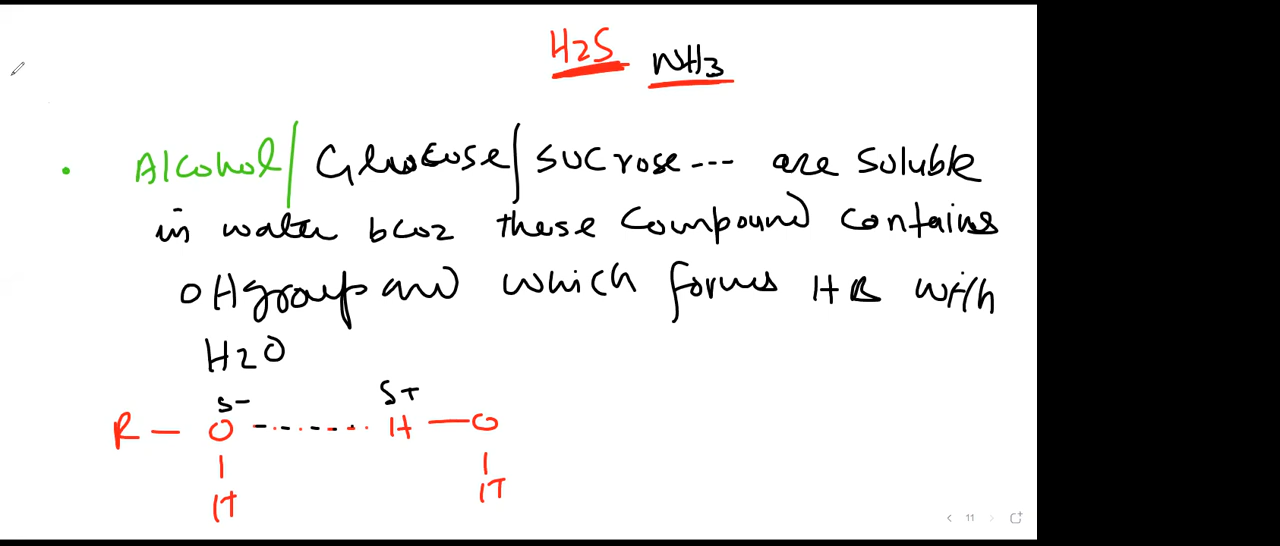 H2S NH3
. Alcohol/Glucose/sucrose --- are soluble
in water bcoz these compound contains
OH group and which forms HB with
H2O
δ- δ+
R - O ------- H - O
H H
11